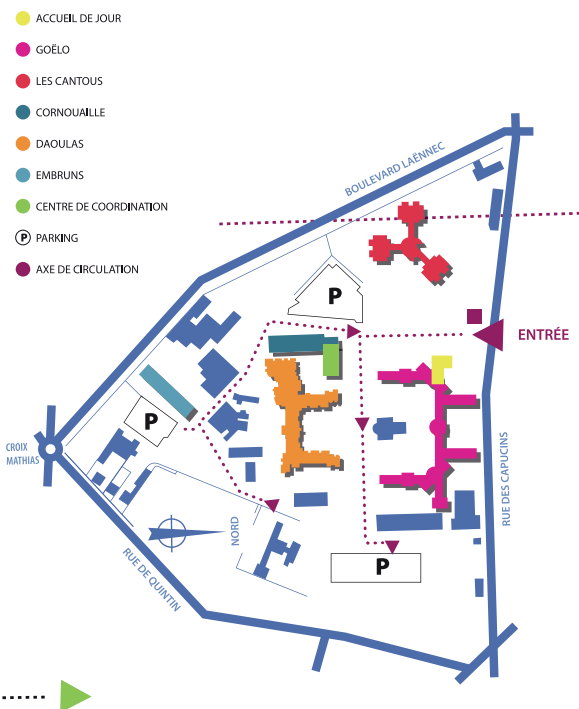 ACCUEIL DE JOUR
GOËLO
LES CANTOUS
CORNOUAILLE
DAOULAS
EMBRUNS
CENTRE DE COORDINATION
P PARKING
AXE DE CIRCULATION
BOULEVARD LAËNNEC
P
ENTRÉE
P
CROIX
MATHIAS
RUE DES CAPUCINS
NORD
RUE DE QUINTIN
P